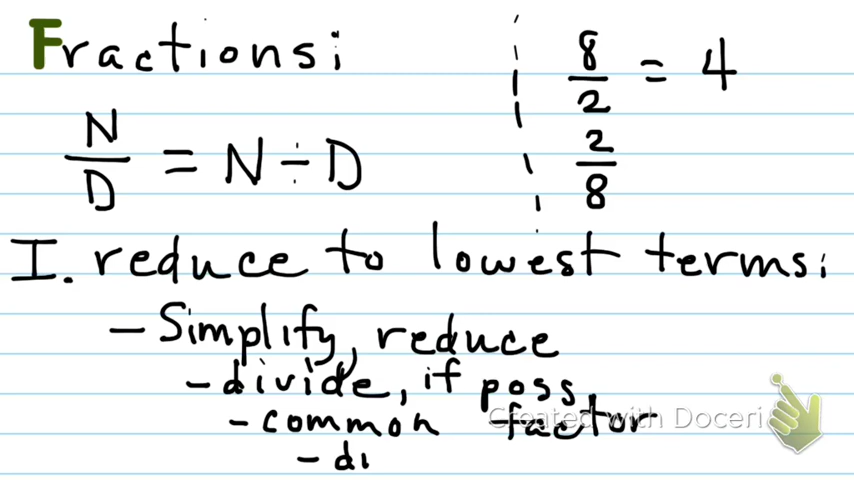 Fractions:
N/D = N ÷ D
8/2 = 4
2/8
I. reduce to lowest terms:
- Simplify, reduce
- divide, if poss
- common factor
- di
Created with Doceri